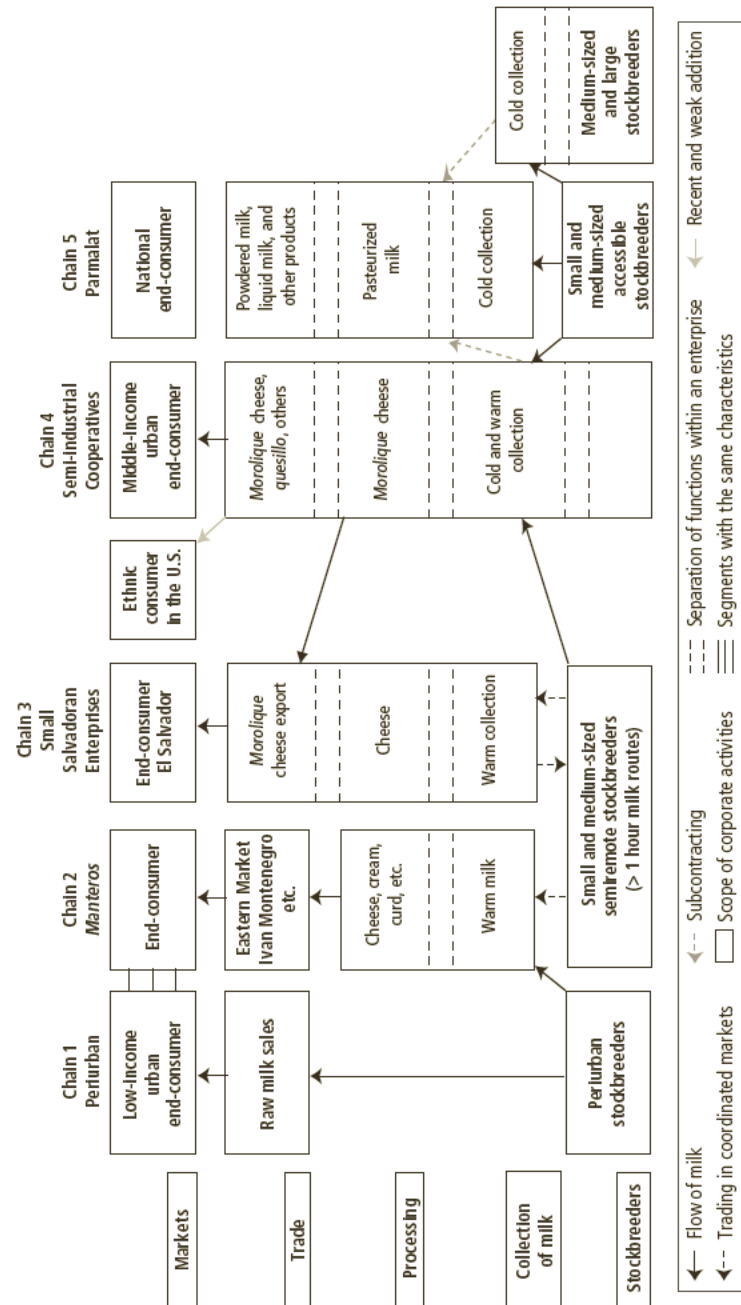 Chain 1
Periurban
Chain 2
Manteros
Chain 3
Small
Salvadoran
Enterprises
Chain 4
Semi-industrial
Cooperatives
Chain 5
Parmalat
Markets
Low-income
urban
end-consumer
End-consumer
End-consumer
El Salvador
Ethnic
consumer
in the U.S.
Middle-income
urban
end-consumer
National
end-consumer
Trade
Raw milk sales
Eastern Market
Ivan Montenegro
etc.
Morolique
cheese export
Morolique cheese,
quesillo, others
Powdered milk,
liquid milk, and
other products
Processing
Cheese, cream,
curd, etc.
Cheese
Morolique cheese
Pasteurized
milk
Collection
of milk
Warm milk
Warm collection
Cold and warm
collection
Cold collection
Cold collection
Stockbreeders
Periurban
stockbreeders
Small and medium-sized
semiremote stockbreeders
(> 1 hour milk routes)
Small and
medium-sized
accessible
stockbreeders
Medium-sized
and large
stockbreeders
Flow of milk
Subcontracting
Separation of functions within an enterprise
Recent and weak addition
Trading in coordinated markets
Scope of corporate activities
Segments with the same characteristics